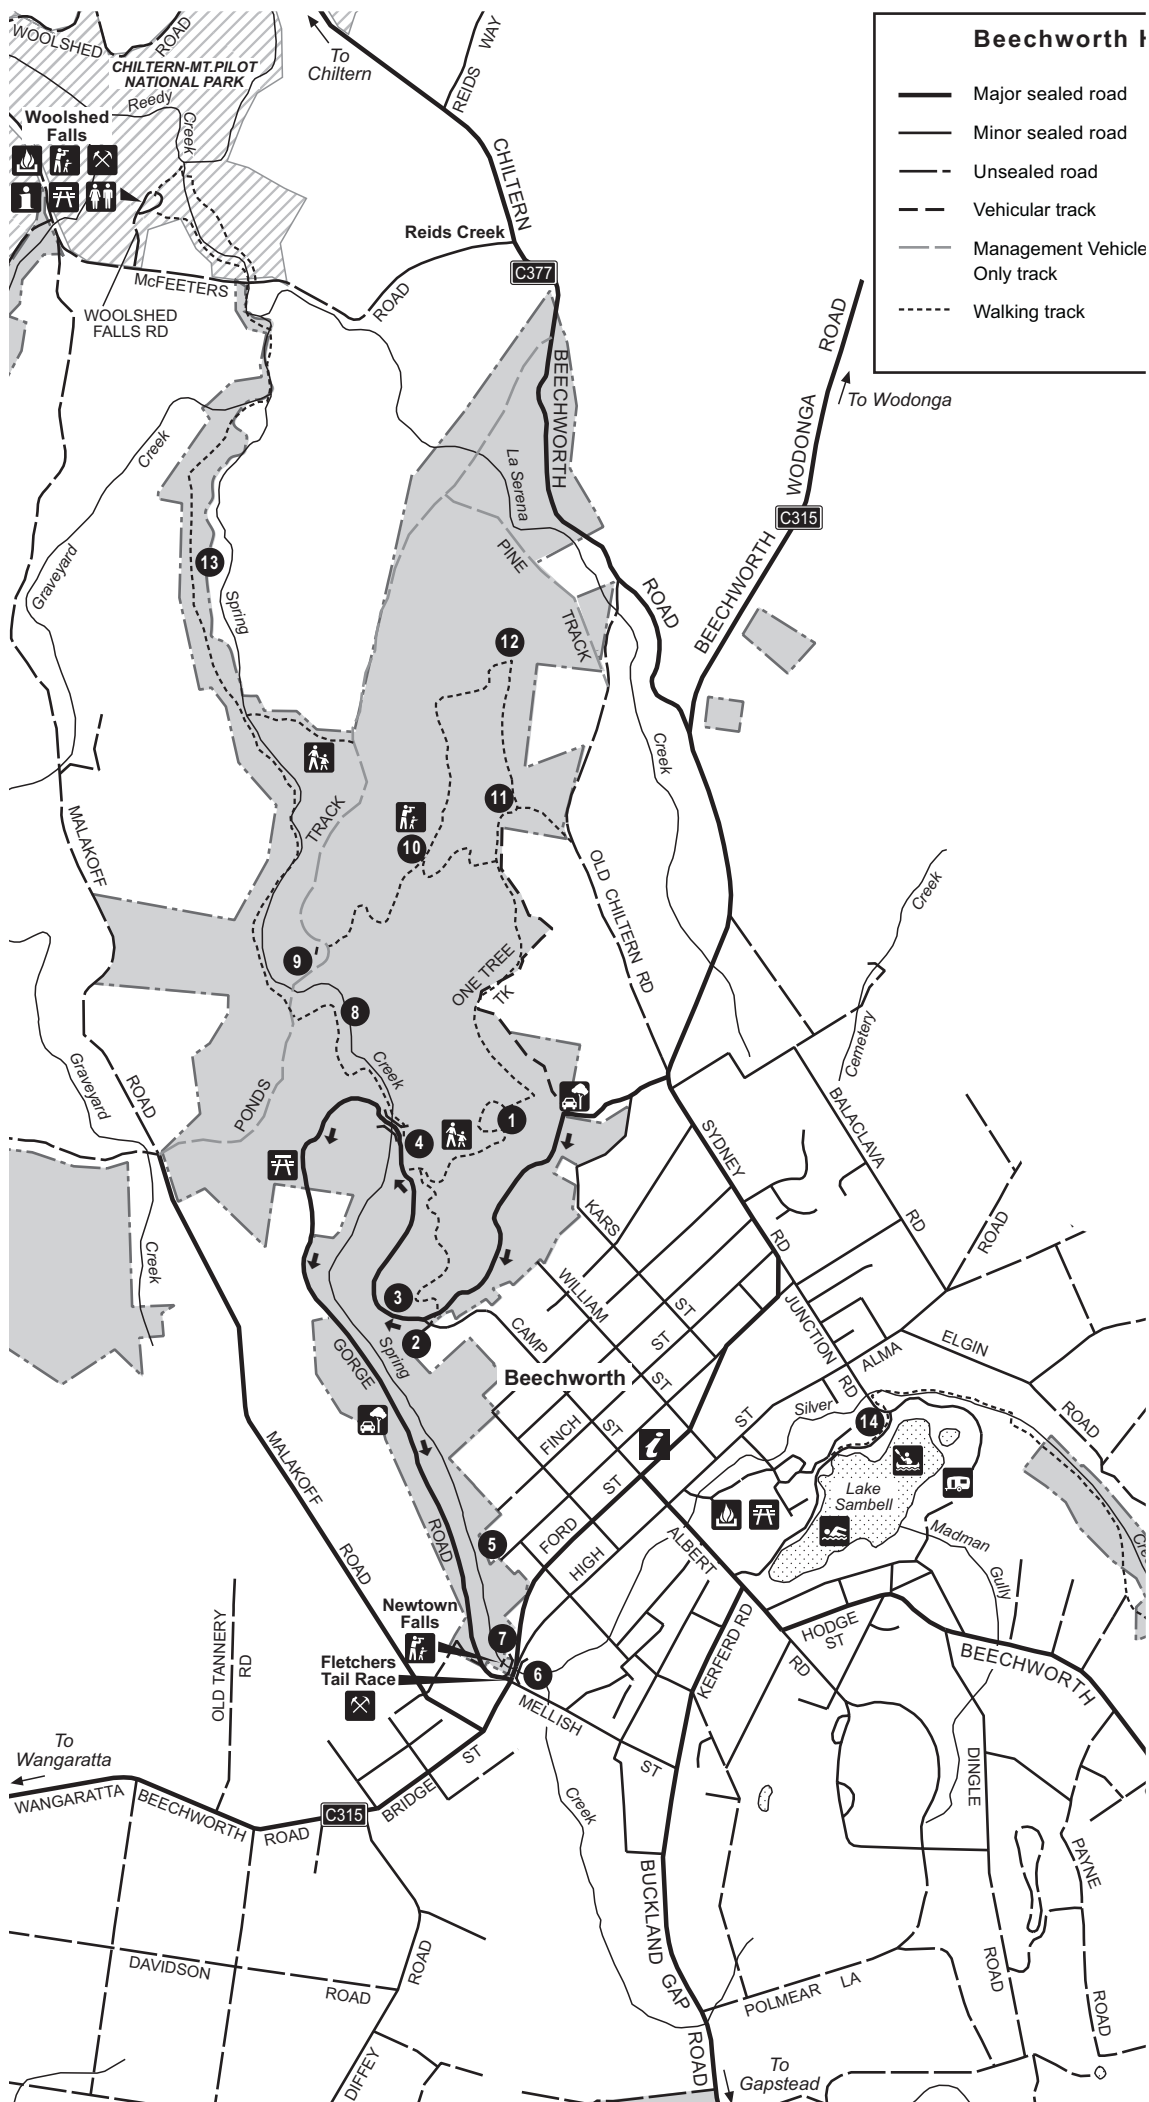 WOOLSHED
ROAD
CHILTERN-MT.PILOT
NATIONAL PARK
Reedy
Creek
Woolshed
Falls
To
Chiltern
REIDS WAY
CHILTERN
Reids Creek
C377
McFEETERS
ROAD
WOOLSHED
FALLS RD
BEECHWORTH
ROAD
Beechworth H
Major sealed road
Minor sealed road
Unsealed road
Vehicular track
Management Vehicle
Only track
Walking track
BEECHWORTH
WODONGA
ROAD
To Wodonga
C315
Graveyard
Creek
La Serena
Creek
PINE
TRACK
13
Spring
12
11
10
TRACK
9
8
Creek
MALAKOFF
ROAD
OLD CHILTERN RD
ONE TREE
TK
Creek
Cemetery
Graveyard
Creek
PONDS
1
4
3
2
SYDNEY
RD
BALACLAVA
RD
ROAD
KARS
ST
WILLIAM
ST
CAMP
ST
JUNCTION
RD
ALMA
ELGIN
ROAD
GORGE
ROAD
Spring
Beechworth
FINCH
ST
FORD
ST
HIGH
ST
Silver
14
Lake
Sambell
Madman
Gully
Cre
MALAKOFF
ROAD
5
ALBERT
RD
Newtown
Falls
7
6
Fletchers
Tail Race
MELLISH
ST
KERFERD RD
HODGE
ST
BEECHWORTH
OLD TANNERY
RD
To
Wangaratta
WANGARATTA
BEECHWORTH
ROAD
C315
BRIDGE
ST
Creek
DINGLE
ROAD
PAYNE
ROAD
BUCKLAND GAP
ROAD
DAVIDSON
ROAD
DIFFEY
ROAD
POLMEAR LA
To
Gapstead